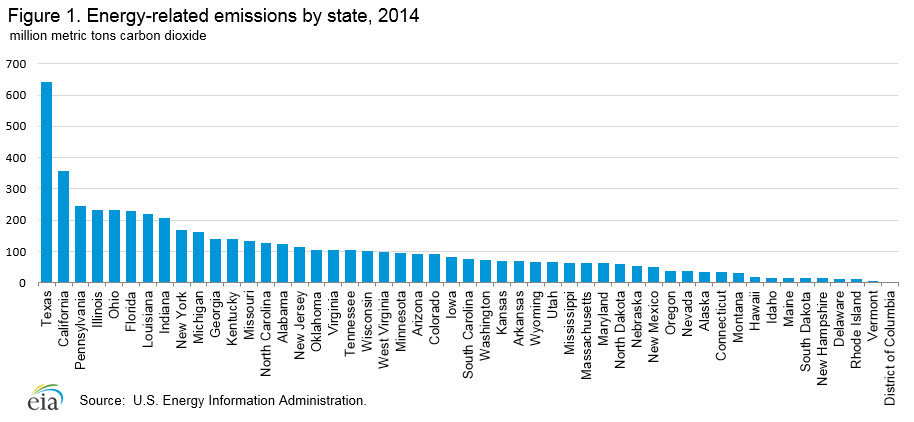 Figure 1. Energy-related emissions by state, 2014
million metric tons carbon dioxide
700
600
500
400
300
200
100
0
Texas
California
Pennsylvania
Illinois
Ohio
Florida
Louisiana
Indiana
New York
Michigan
Georgia
Kentucky
Missouri
North Carolina
Alabama
New Jersey
Oklahoma
Virginia
Tennessee
Wisconsin
West Virginia
Minnesota
Arizona
Colorado
Iowa
South Carolina
Washington
Kansas
Arkansas
Wyoming
Utah
Mississippi
Massachusetts
Maryland
North Dakota
Nebraska
New Mexico
Oregon
Nevada
Alaska
Connecticut
Montana
Hawaii
Idaho
Maine
South Dakota
New Hampshire
Delaware
Rhode Island
Vermont
District of Columbia
eia
Source: U.S. Energy Information Administration.